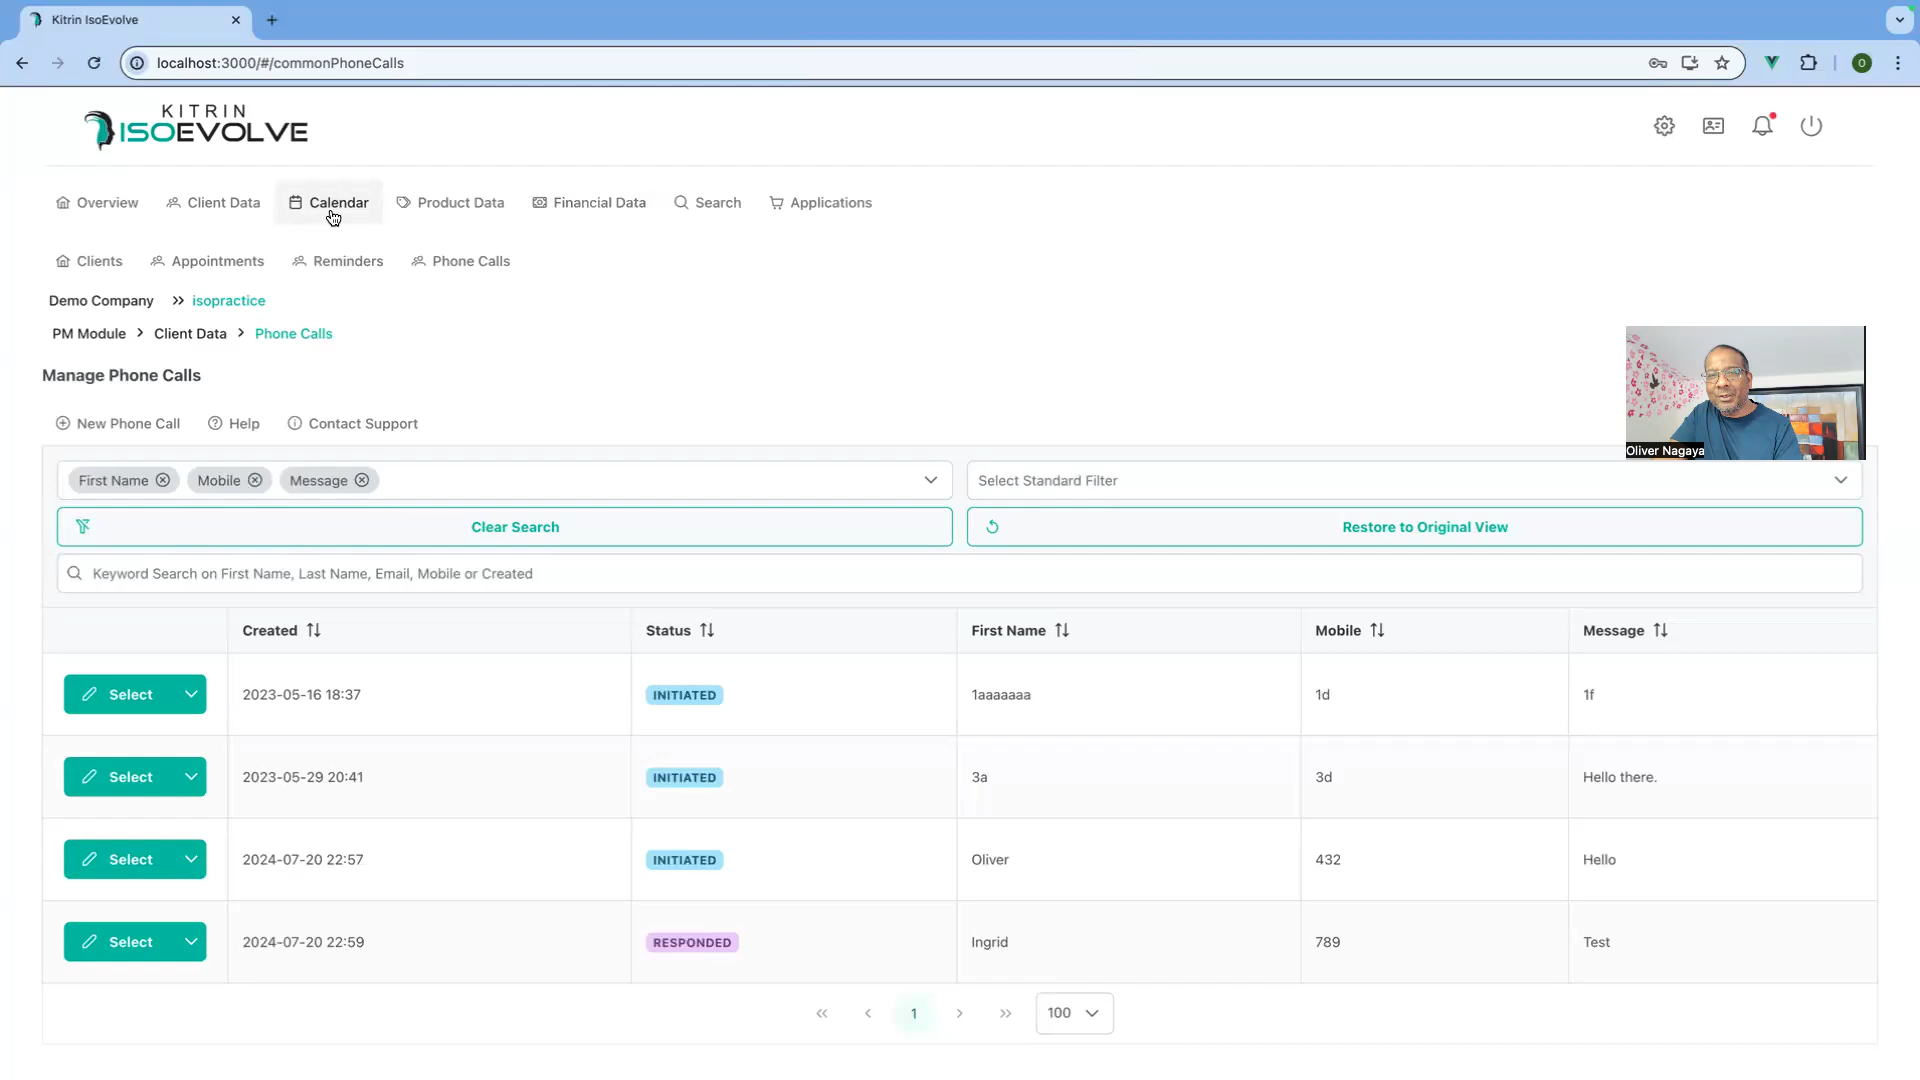 Kitrin IsoEvolve
localhost:3000/#/commonPhoneCalls
O
KITRIN
ISOEVOLVE
Overview Client Data Calendar Product Data Financial Data Search Applications
Clients Appointments Reminders Phone Calls
Demo Company isopractice
PM Module Client Data Phone Calls
Manage Phone Calls
New Phone Call Help Contact Support
Oliver Nagaya
First Name Mobile Message Select Standard Filter
Clear Search Restore to Original View
Keyword Search on First Name, Last Name, Email, Mobile or Created
Created Status First Name Mobile Message
Select 2023-05-16 18:37 INITIATED 1aaaaaaa 1d 1f
Select 2023-05-29 20:41 INITIATED 3a 3d Hello there.
Select 2024-07-20 22:57 INITIATED Oliver 432 Hello
Select 2024-07-20 22:59 RESPONDED Ingrid 789 Test
« ‹ 1 › » 100